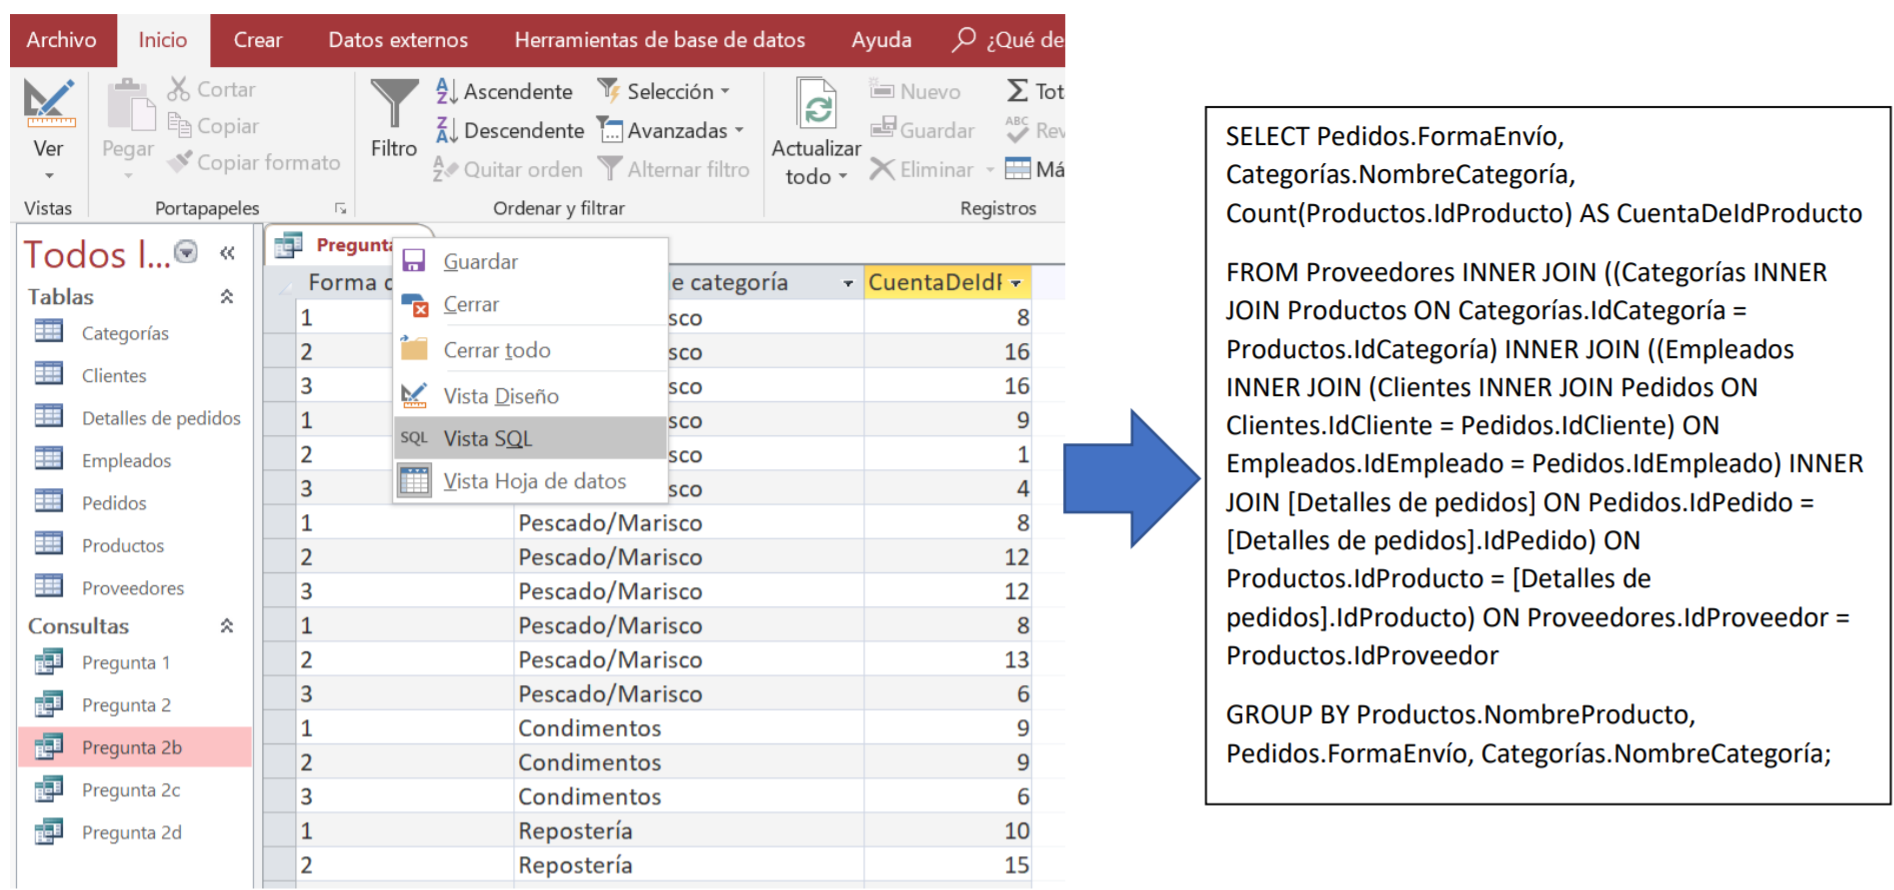 Archivo Inicio Crear Datos externos Herramientas de base de datos Ayuda ¿Qué de
Ver
Pegar
Cortar
Copiar
Copiar formato
Filtro
Ascendente
Descendente
Quitar orden
Selección
Avanzadas
Alternar filtro
Actualizar
todo
Nuevo
Guardar
Eliminar
Σ Tot
ABC Rev
Má
Vistas Portapapeles Ordenar y filtrar Registros
Todos l... «
Tablas
Categorías
Clientes
Detalles de pedidos
Empleados
Pedidos
Productos
Proveedores
Consultas
Pregunta 1
Pregunta 2
Pregunta 2b
Pregunta 2c
Pregunta 2d
Pregunta
Guardar
Cerrar
Cerrar todo
Vista Diseño
SQL Vista SQL
Vista Hoja de datos
Forma d e categoría CuentaDeIdF
1 sco 8
2 sco 16
3 sco 16
1 sco 9
2 sco 1
3 sco 4
1 Pescado/Marisco 8
2 Pescado/Marisco 12
3 Pescado/Marisco 12
1 Pescado/Marisco 8
2 Pescado/Marisco 13
3 Pescado/Marisco 6
1 Condimentos 9
2 Condimentos 9
3 Condimentos 6
1 Repostería 10
2 Repostería 15
SELECT Pedidos.FormaEnvío,
Categorías.NombreCategoría,
Count(Productos.IdProducto) AS CuentaDeIdProducto
FROM Proveedores INNER JOIN ((Categorías INNER
JOIN Productos ON Categorías.IdCategoría =
Productos.IdCategoría) INNER JOIN ((Empleados
INNER JOIN (Clientes INNER JOIN Pedidos ON
Clientes.IdCliente = Pedidos.IdCliente) ON
Empleados.IdEmpleado = Pedidos.IdEmpleado) INNER
JOIN [Detalles de pedidos] ON Pedidos.IdPedido =
[Detalles de pedidos].IdPedido) ON
Productos.IdProducto = [Detalles de
pedidos].IdProducto) ON Proveedores.IdProveedor =
Productos.IdProveedor
GROUP BY Productos.NombreProducto,
Pedidos.FormaEnvío, Categorías.NombreCategoría;